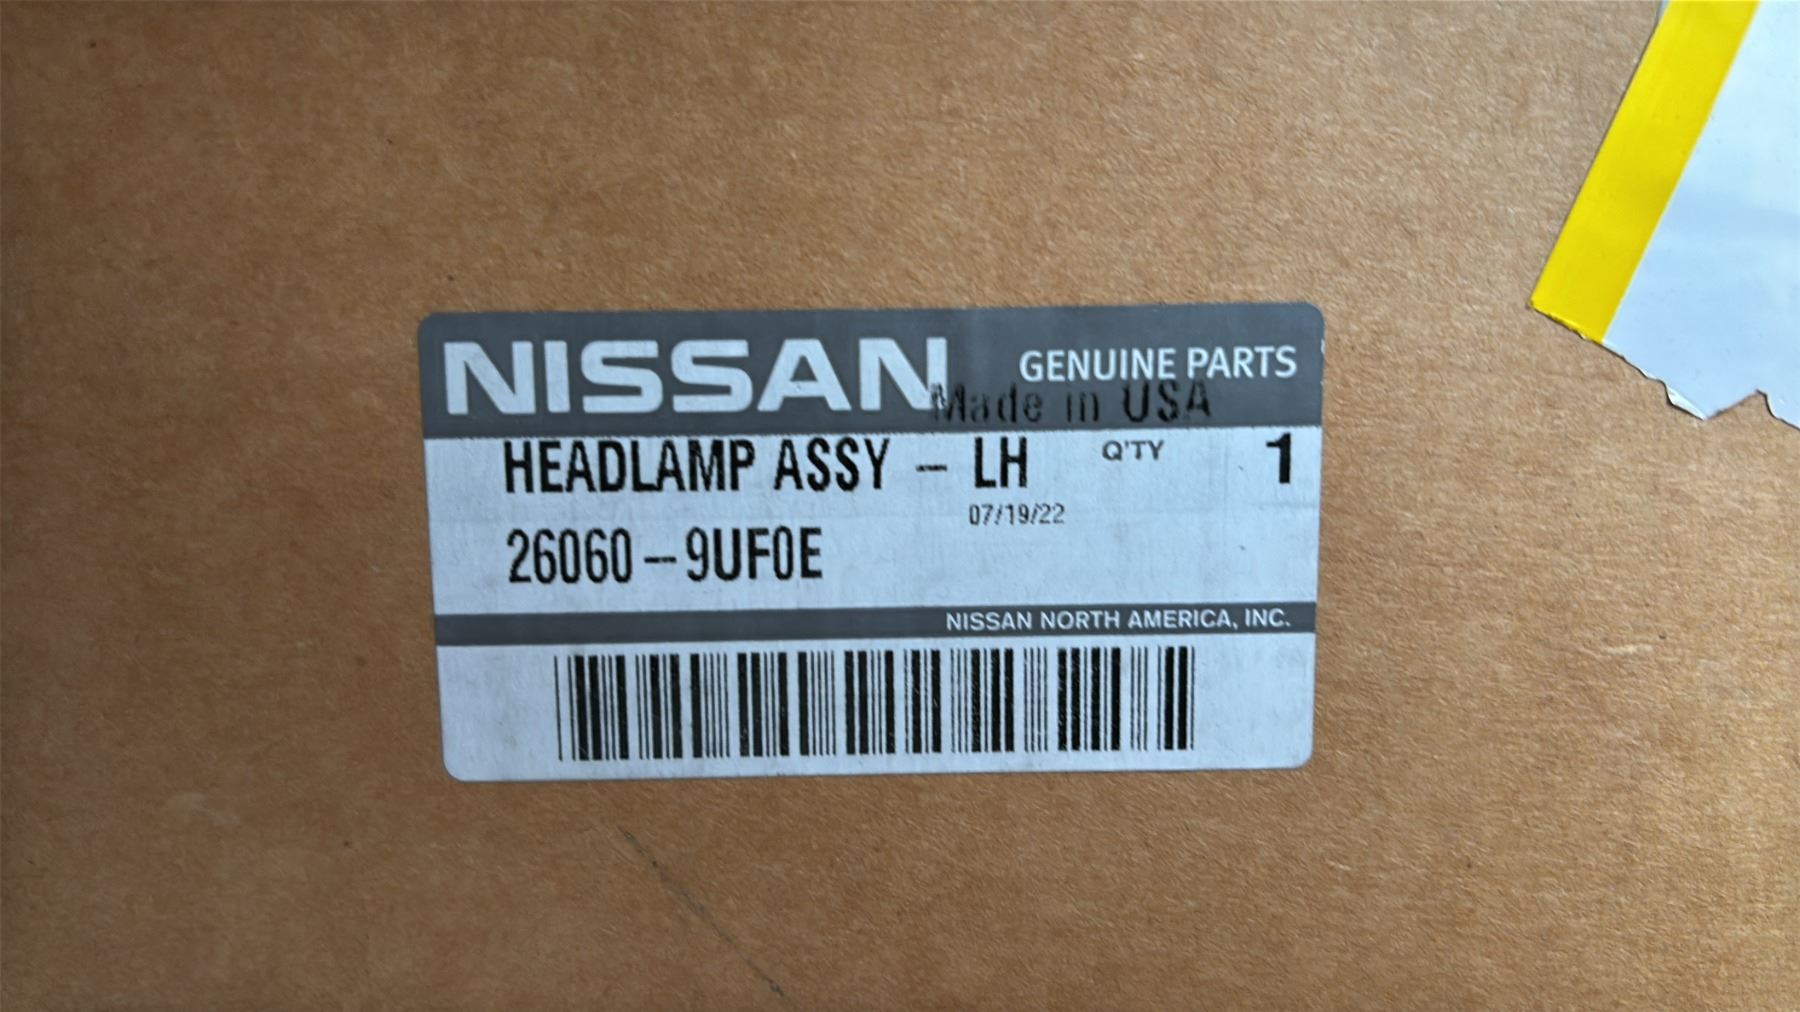 NISSAN GENUINE PARTS
Made in USA
HEADLAMP ASSY - LH Q'TY 1
07/19/22
26060-9UF0E
NISSAN NORTH AMERICA, INC.